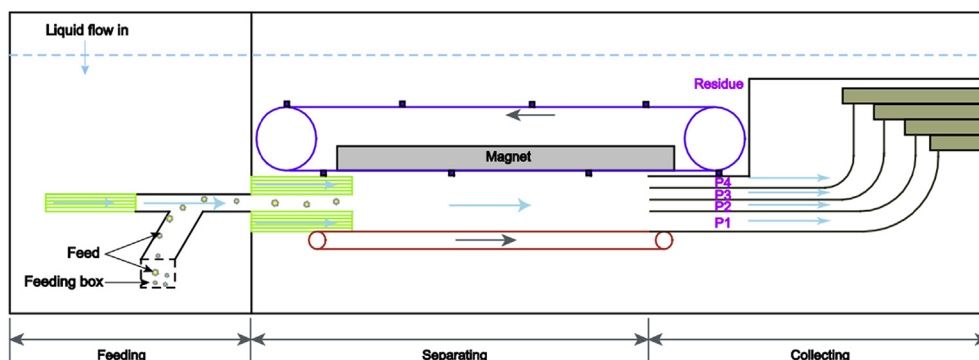 Liquid flow in
Residue
Magnet
P4
P3
P2
P1
Feed
Feeding box
Feeding
Separating
Collecting